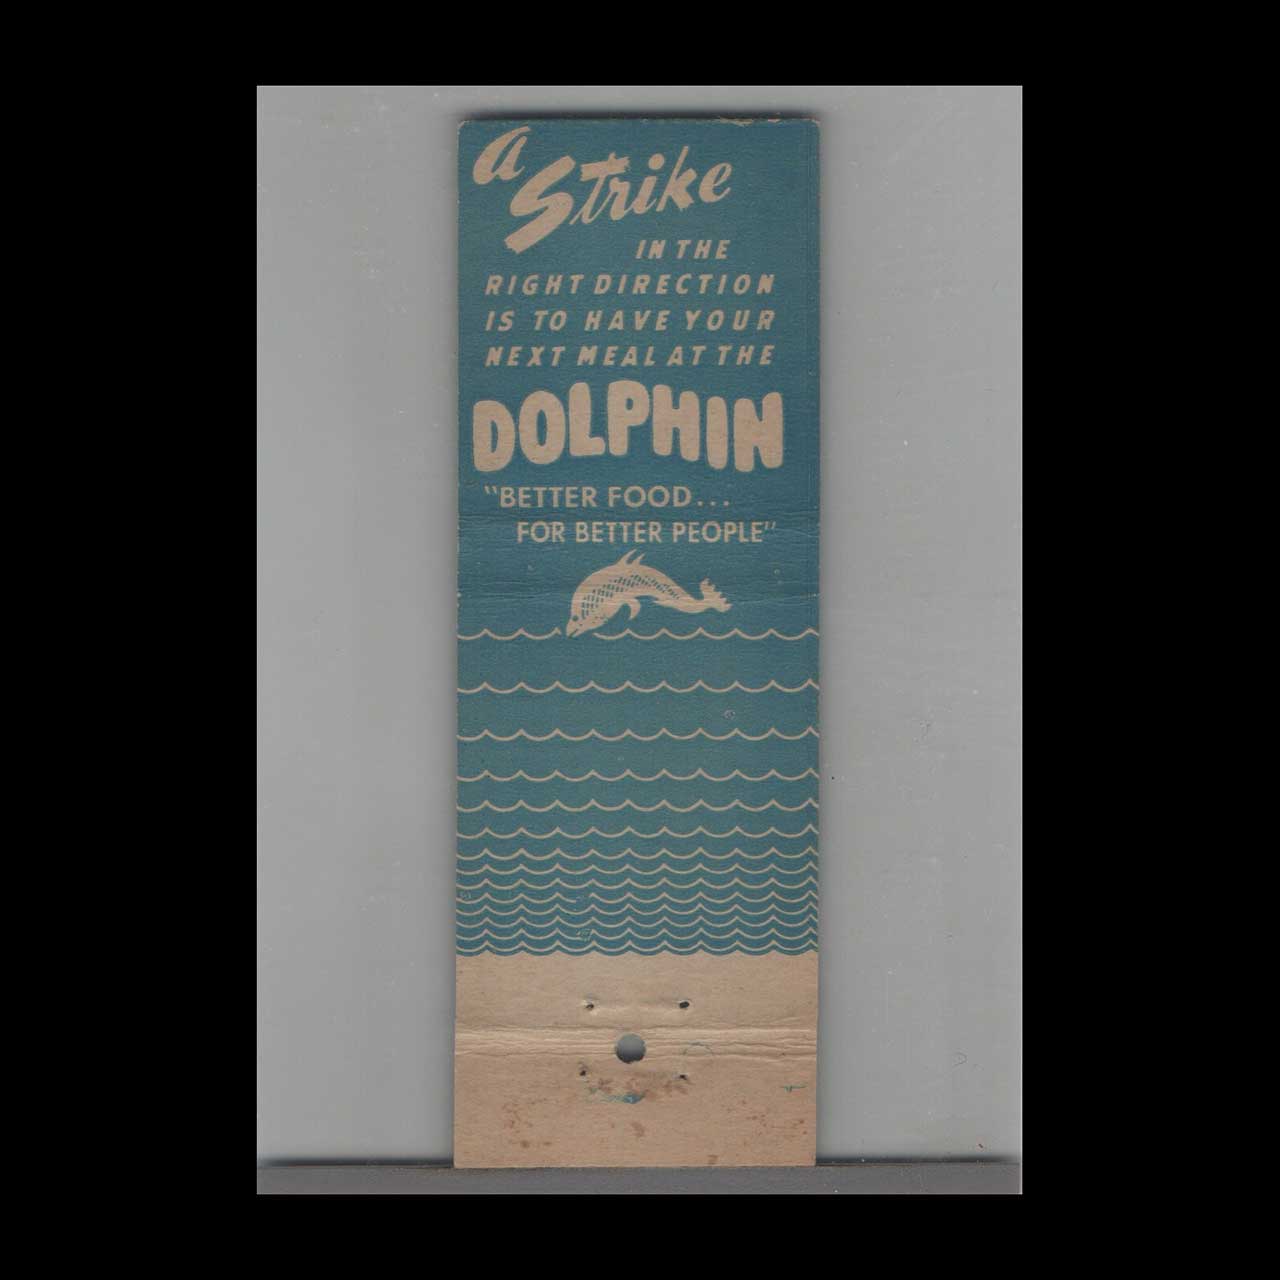 a Strike
IN THE
RIGHT DIRECTION
IS TO HAVE YOUR
NEXT MEAL AT THE
DOLPHIN
"BETTER FOOD...
FOR BETTER PEOPLE"